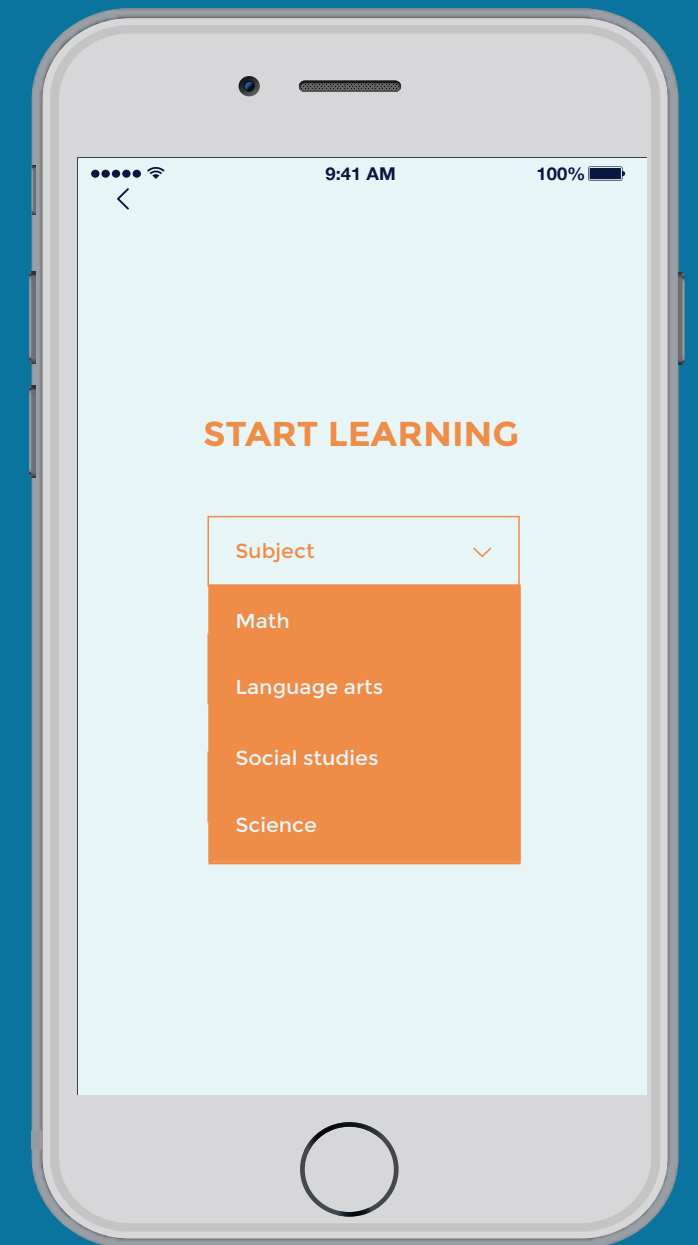 9:41 AM 100%
START LEARNING
Subject
Math
Language arts
Social studies
Science